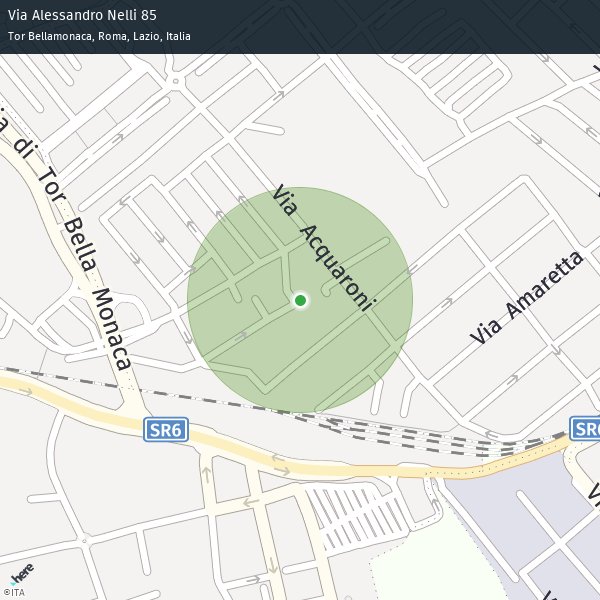 Via Alessandro Nelli 85
Tor Bellamonaca, Roma, Lazio, Italia
ia di Tor Bella Monaca
Via Acquaroni
Via Amaretta
SR6
SR6
here
©ITA